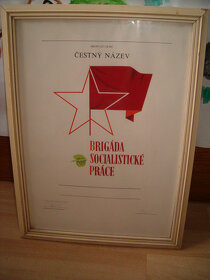 ČESTNÝ NÁZEV
BRIGÁDA
SOCIALISTICKÉ
PRÁCE